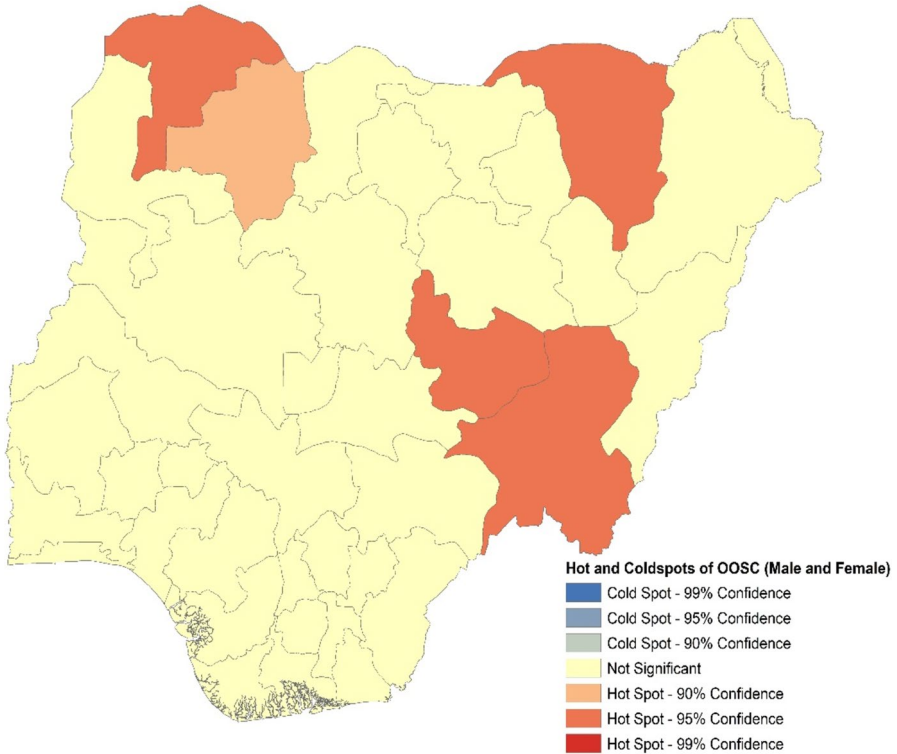 Hot and Coldspots of OOSC (Male and Female)
Cold Spot - 99% Confidence
Cold Spot - 95% Confidence
Cold Spot - 90% Confidence
Not Significant
Hot Spot - 90% Confidence
Hot Spot - 95% Confidence
Hot Spot - 99% Confidence